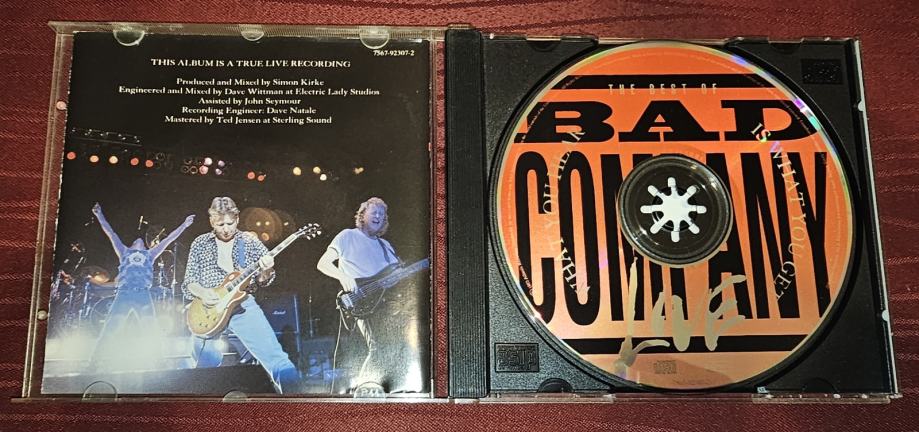 7567-92307-2
THIS ALBUM IS A TRUE LIVE RECORDING
Produced and Mixed by Simon Kirke
Engineered and Mixed by Dave Wittman at Electric Lady Studios
Assisted by John Seymour
Recording Engineer: Dave Natale
Mastered by Ted Jensen at Sterling Sound
THE BEST OF
BAD
COMPANY
LIVE
WHAT YOU HEAR
IS WHAT YOU GET